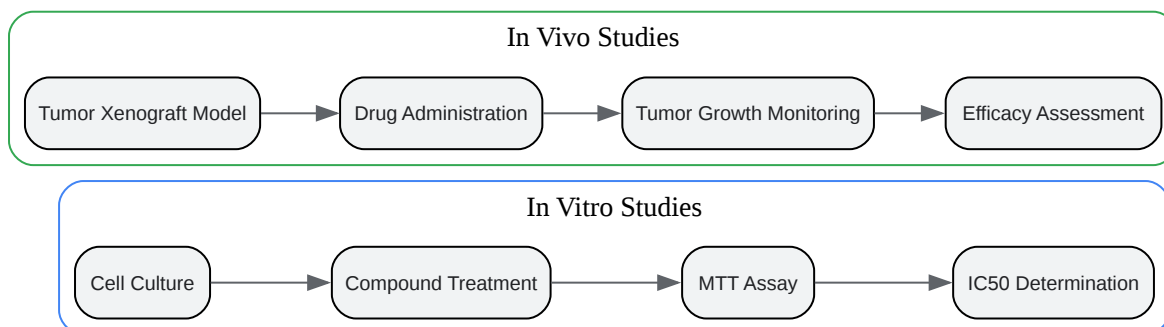 In Vivo Studies
Tumor Xenograft Model
Drug Administration
Tumor Growth Monitoring
Efficacy Assessment
In Vitro Studies
Cell Culture
Compound Treatment
MTT Assay
IC50 Determination